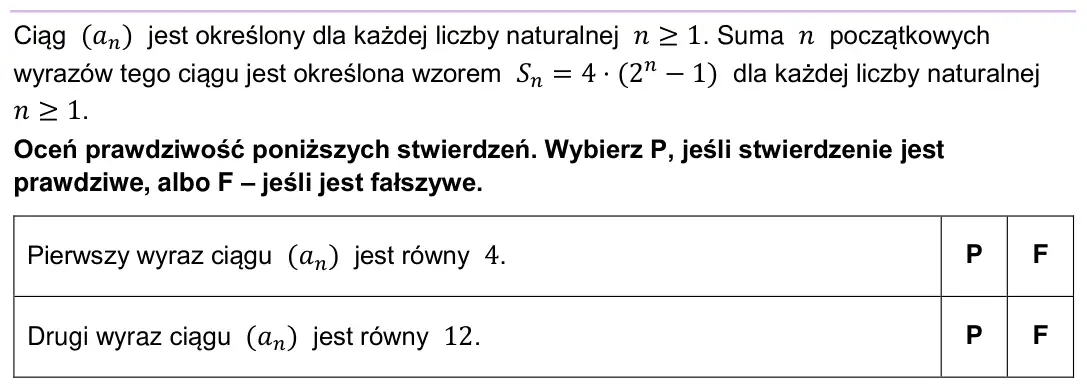 Ciąg (aₙ) jest określony dla każdej liczby naturalnej n ≥ 1. Suma n początkowych
wyrazów tego ciągu jest określona wzorem Sₙ = 4 · (2ⁿ − 1) dla każdej liczby naturalnej
n ≥ 1.
Oceń prawdziwość poniższych stwierdzeń. Wybierz P, jeśli stwierdzenie jest
prawdziwe, albo F – jeśli jest fałszywe.
Pierwszy wyraz ciągu (aₙ) jest równy 4. P F
Drugi wyraz ciągu (aₙ) jest równy 12. P F